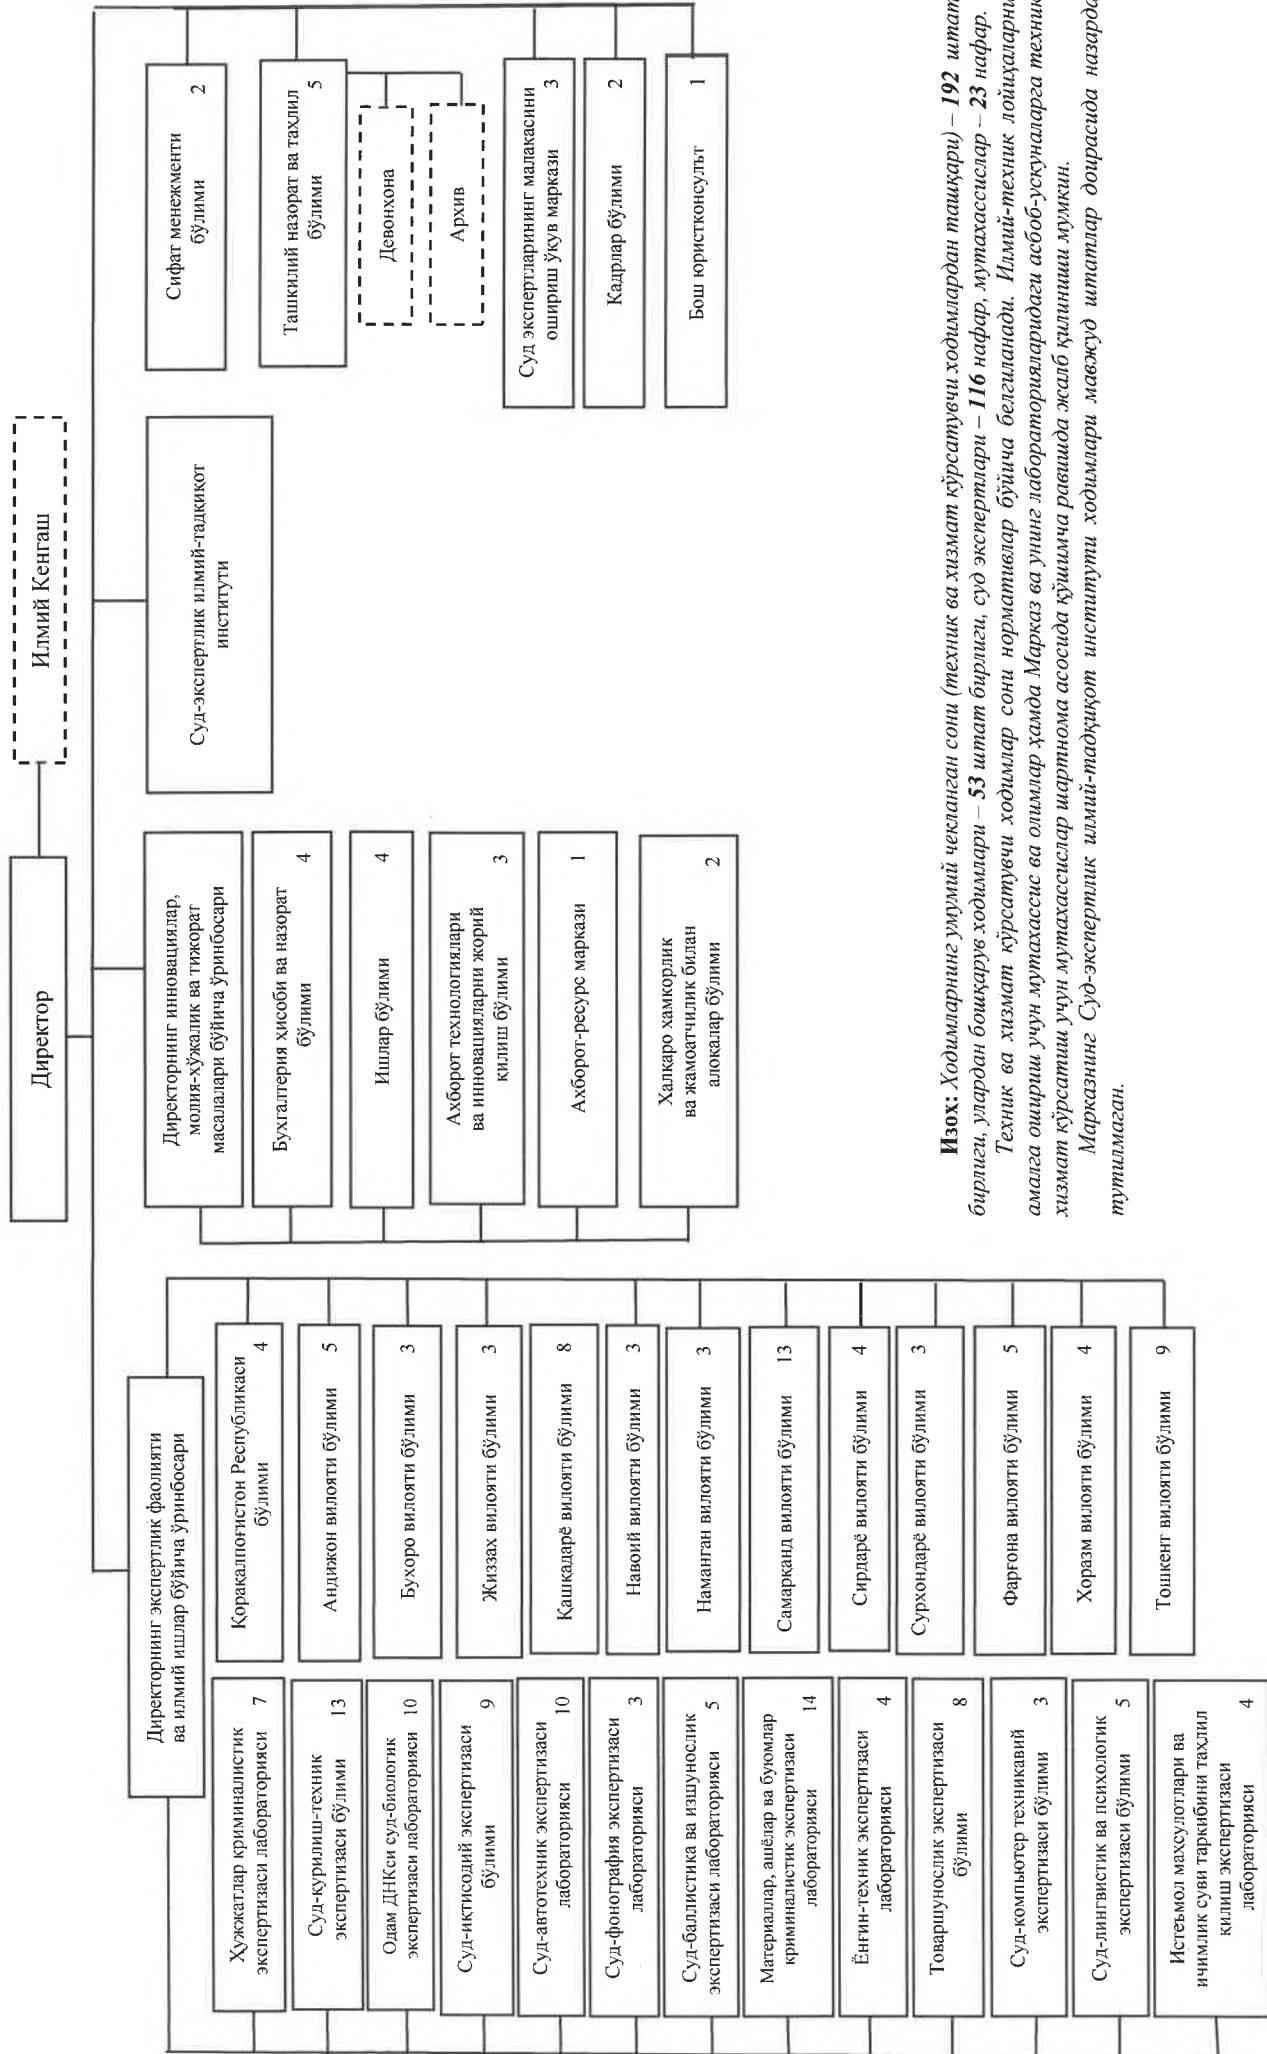 Директор
Илмий Кенгаш
Директорнинг экспертлик фаолияти
ва илмий ишлар бўйича ўринбосари
Хужжатлар криминалистик
экспертизаси лабораторияси 7
Суд-қурилиш-техник
экспертизаси бўлими 13
Одам ДНКси суд-биологик
экспертизаси лабораторияси 10
Суд-иқтисодий экспертизаси
бўлими 9
Суд-автотехник экспертизаси
лабораторияси 10
Суд-фонография экспертизаси
лабораторияси 3
Суд-баллистика ва изшунослик
экспертизаси лабораторияси 5
Материаллар, ашёлар ва буюмлар
криминалистик экспертизаси
лабораторияси 14
Ёнғин-техник экспертизаси
лабораторияси 4
Товаршунослик экспертизаси
бўлими 8
Суд-компьютер техникавий
экспертизаси бўлими 3
Суд-лингвистик ва психологик
экспертизаси бўлими 5
Истеъмол махсулотлари ва
ичимлик суви таркибини таҳлил
қилиш экспертизаси
лабораторияси 4
Қорақалпоғистон Республикаси
бўлими 4
Андижон вилояти бўлими 5
Бухоро вилояти бўлими 3
Жиззах вилояти бўлими 3
Қашкадарё вилояти бўлими 8
Навоий вилояти бўлими 3
Наманган вилояти бўлими 3
Самарканд вилояти бўлими 13
Сирдарё вилояти бўлими 4
Сурхондарё вилояти бўлими 3
Фарғона вилояти бўлими 5
Хоразм вилояти бўлими 4
Тошкент вилояти бўлими 9
Директорнинг инновациялар,
молия-хўжалик ва тижорат
масалалари бўйича ўринбосари
Бухгалтерия ҳисоби ва назорат
бўлими 4
Ишлар бўлими 4
Ахборот технологиялари
ва инновацияларни жорий
қилиш бўлими 3
Ахборот-ресурс маркази 1
Халкаро хамкорлик
ва жамоатчилик билан
алокалар бўлими 2
Суд-экспертлик илмий-тадкикот
институти
Сифат менежменти
бўлими 2
Ташкилий назорат ва таҳлил
бўлими 5
Девонхона
Архив
Суд экспертларининг малакасини
ошириш ўқув маркази 3
Кадрлар бўлими 2
Бош юристконсульт 1
Изох: Ходимларнинг умумий чекланган сони (техник ва хизмат кўрсатувчи ходимлардан ташқари) – 192 штат
бирлиги, улардан бошқарув ходимлари – 53 штат бирлиги, суд экспертлари – 116 нафар, мутахассислар – 23 нафар.
Техник ва хизмат кўрсатувчи ходимлар сони нормативлар бўйича белгиланади. Илмий-техник лойиҳаларни
амалга ошириш учун мутахассис ва олимлар ҳамда Марказ ва унинг лабораторияларидаги асбоб-ускуналарга техник
хизмат кўрсатиш учун мутахассислар шартнома асосида қўшимча равишда жалб қилиниши мумкин.
Марказнинг Суд-экспертлик илмий-тадқиқот институти ходимлари мавжуд штатлар доирасида назарда
тутилмаган.